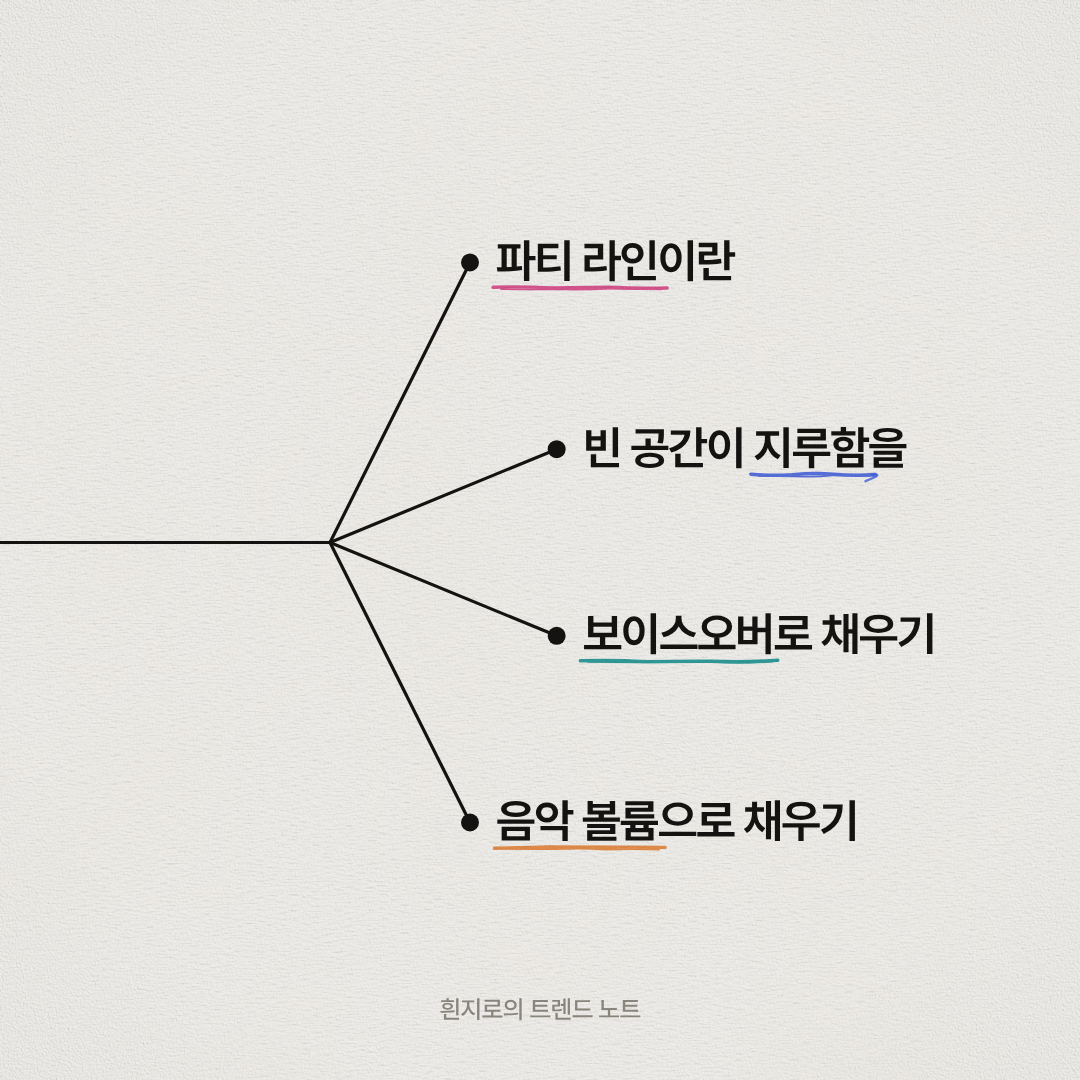 파티 라인이란
빈 공간이 지루함을
보이스오버로 채우기
음악 볼륨으로 채우기
흰지로의 트렌드 노트